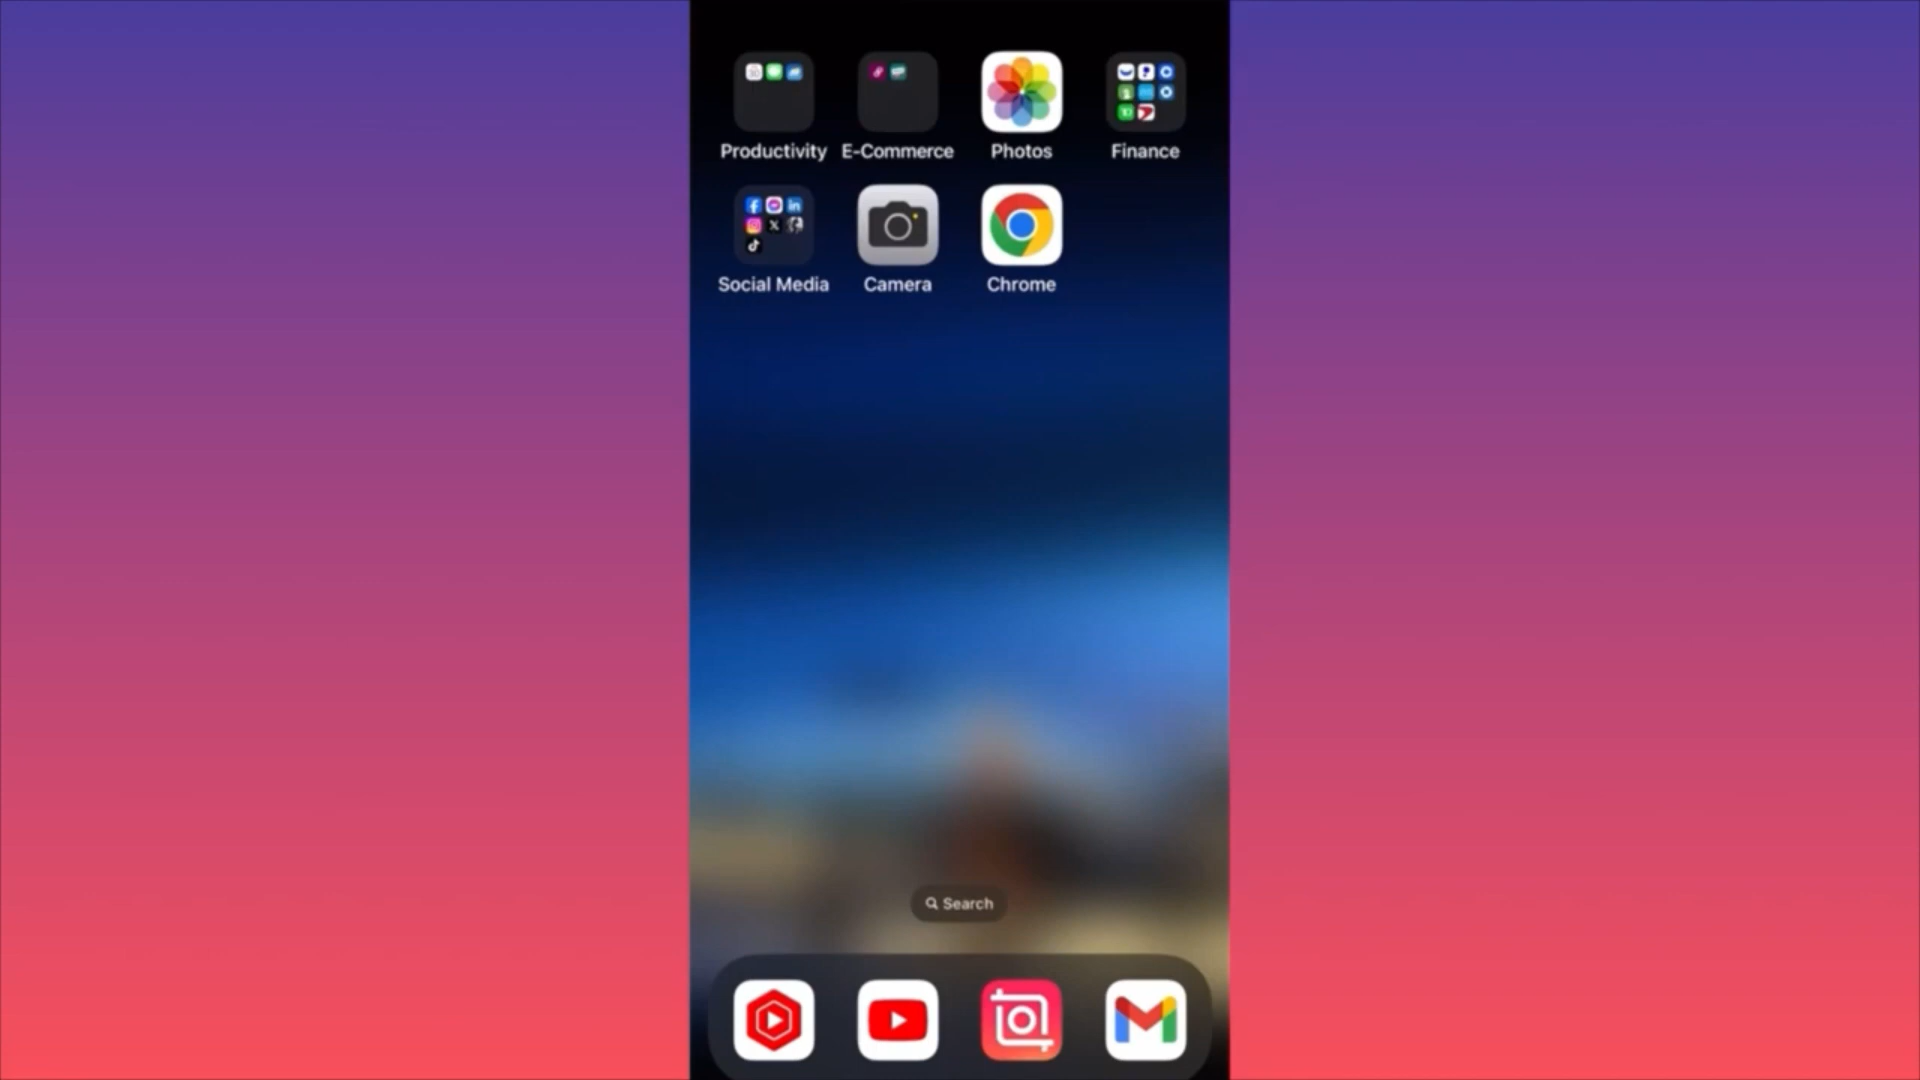 Productivity E-Commerce Photos Finance
Social Media Camera Chrome
Search